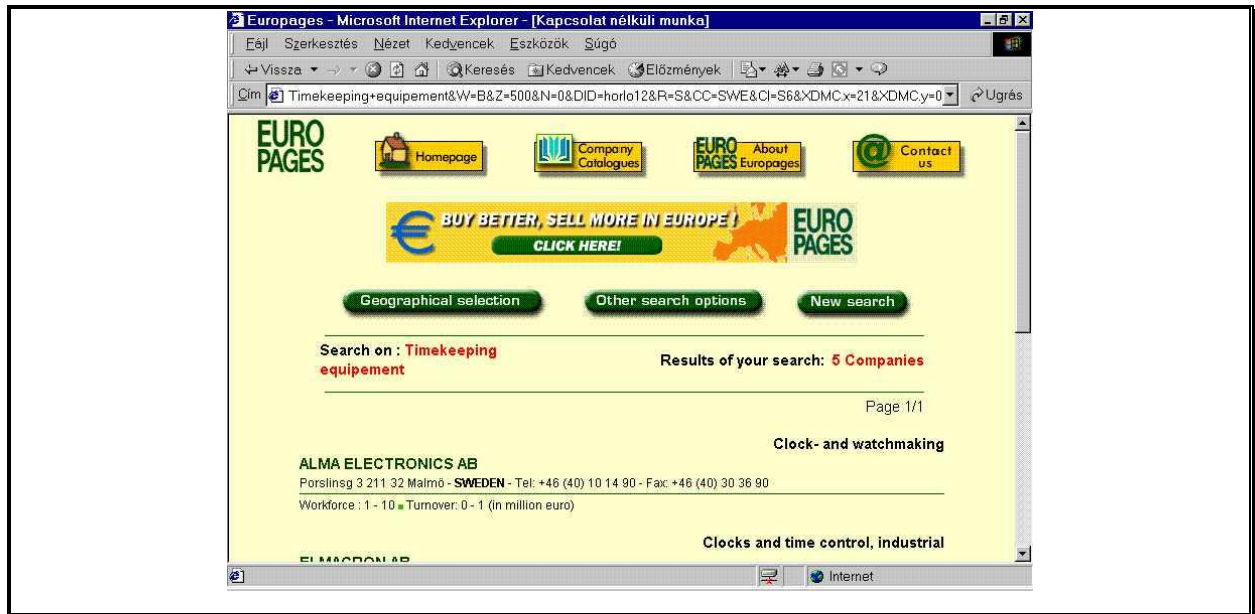 Europages - Microsoft Internet Explorer - [Kapcsolat nélküli munka]
Fájl Szerkesztés Nézet Kedvencek Eszközök Súgó
Vissza Keresés Kedvencek Előzmények
Cím Timekeeping+equipement&W=B&Z=500&N=0&DID=horlo12&R=S&CC=SWE&CI=S6&XDMC.x=21&XDMC.y=0 Ugrás
EURO PAGES
Homepage
Company Catalogues
EURO PAGES About Europages
@ Contact us
€ BUY BETTER, SELL MORE IN EUROPE !
CLICK HERE!
EURO PAGES
Geographical selection Other search options New search
Search on : Timekeeping
equipement
Results of your search: 5 Companies
Page 1/1
Clock- and watchmaking
ALMA ELECTRONICS AB
Porslinsg 3 211 32 Malmö - SWEDEN - Tel: +46 (40) 10 14 90 - Fax: +46 (40) 30 36 90
Workforce : 1 - 10 Turnover: 0 - 1 (in million euro)
Clocks and time control, industrial
ELMACRON AB
Internet